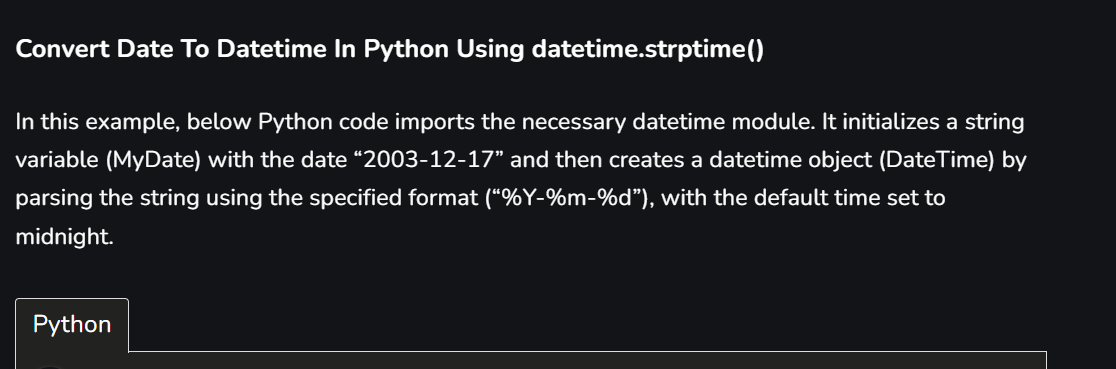 Convert Date To Datetime In Python Using datetime.strptime()
In this example, below Python code imports the necessary datetime module. It initializes a string
variable (MyDate) with the date “2003-12-17” and then creates a datetime object (DateTime) by
parsing the string using the specified format (“%Y-%m-%d”), with the default time set to
midnight.
Python